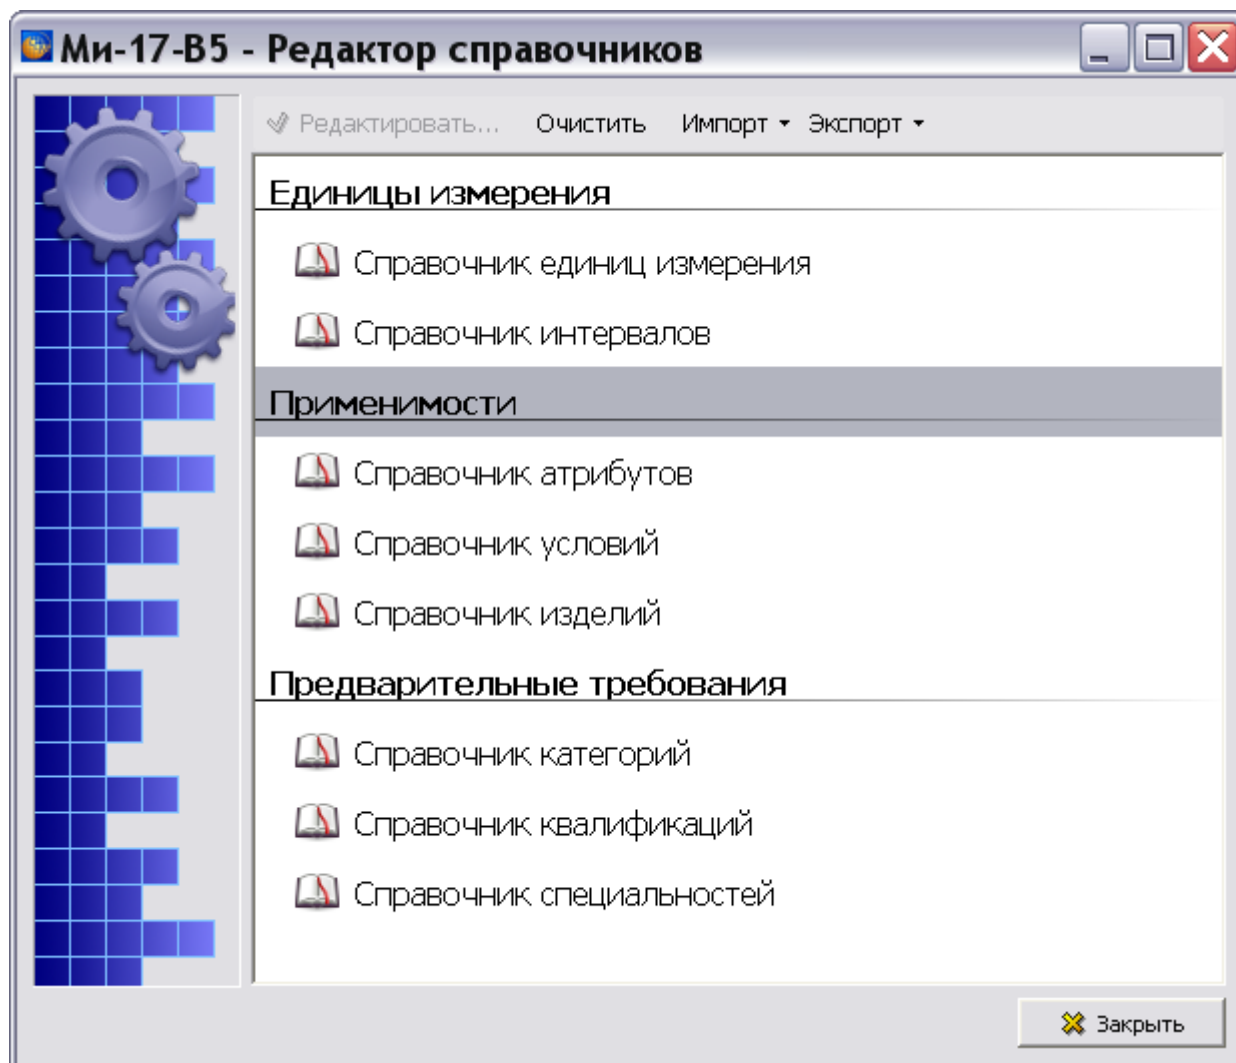 Ми-17-В5 - Редактор справочников
Редактировать... Очистить Импорт Экспорт
Единицы измерения
Справочник единиц измерения
Справочник интервалов
Применимости
Справочник атрибутов
Справочник условий
Справочник изделий
Предварительные требования
Справочник категорий
Справочник квалификаций
Справочник специальностей
Закрыть